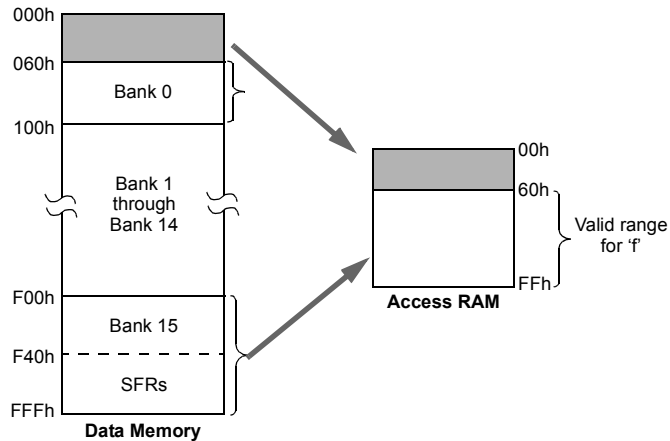 000h
060h
Bank 0
100h
Bank 1
through
Bank 14
F00h
Bank 15
F40h
SFRs
FFFh
Data Memory
00h
60h
Valid range
for ‘f’
FFh
Access RAM